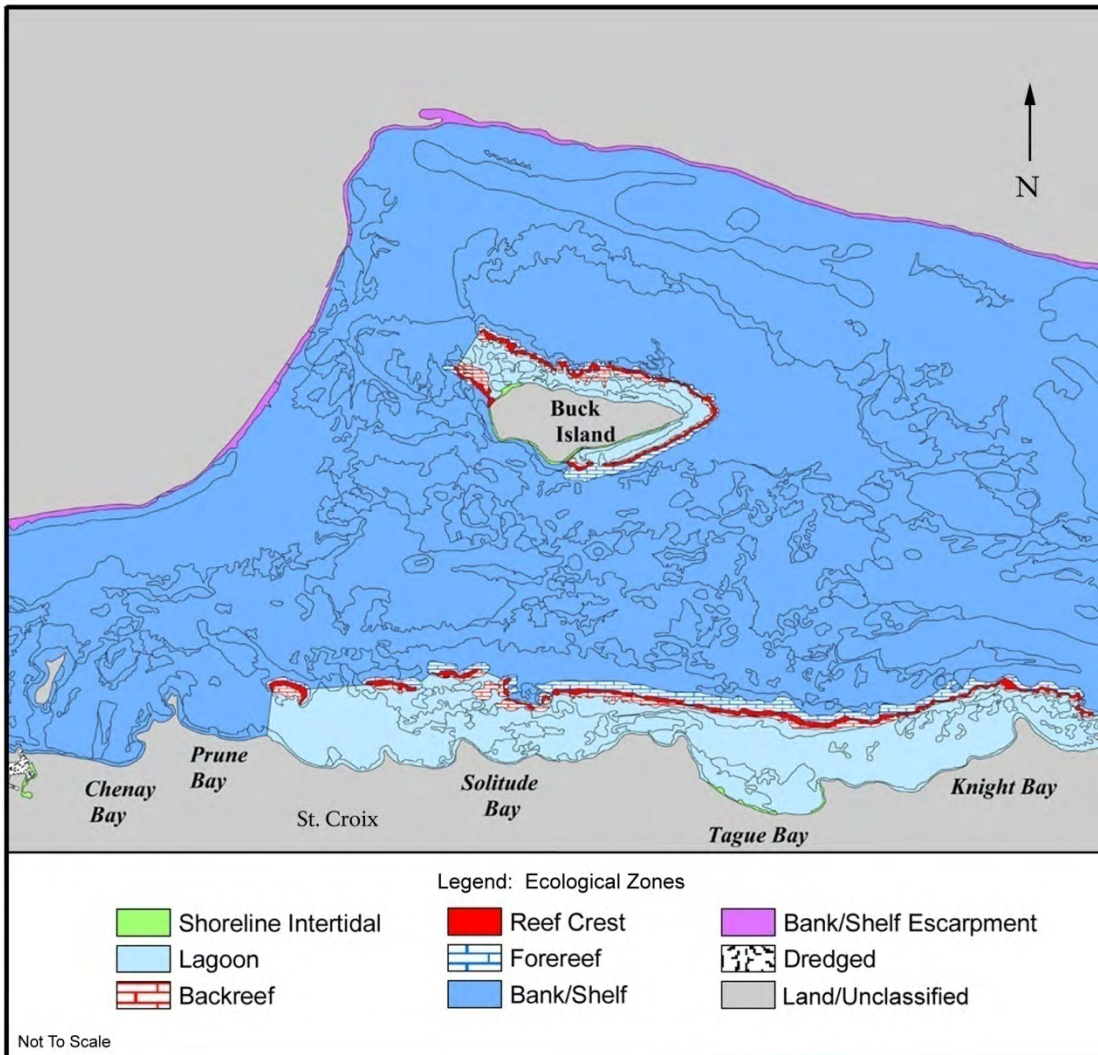 N
Buck
Island
Prune
Bay
Chenay
Bay
St. Croix
Solitude
Bay
Tague Bay
Knight Bay
Legend: Ecological Zones
Shoreline Intertidal
Reef Crest
Bank/Shelf Escarpment
Lagoon
Forereef
Dredged
Backreef
Bank/Shelf
Land/Unclassified
Not To Scale